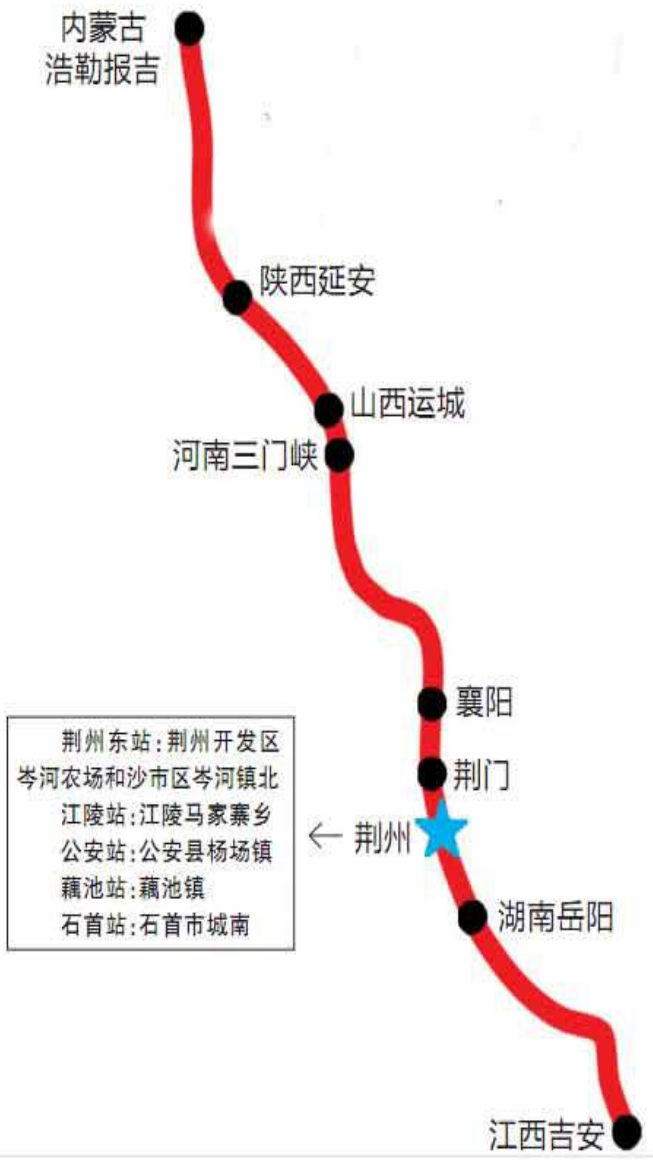 内蒙古
浩勒报吉
陕西延安
山西运城
河南三门峡
襄阳
荆门
荆州
荆州东站:荆州开发区
岑河农场和沙市区岑河镇北
江陵站:江陵马家寨乡
公安站:公安县杨场镇
藕池站:藕池镇
石首站:石首市城南
湖南岳阳
江西吉安